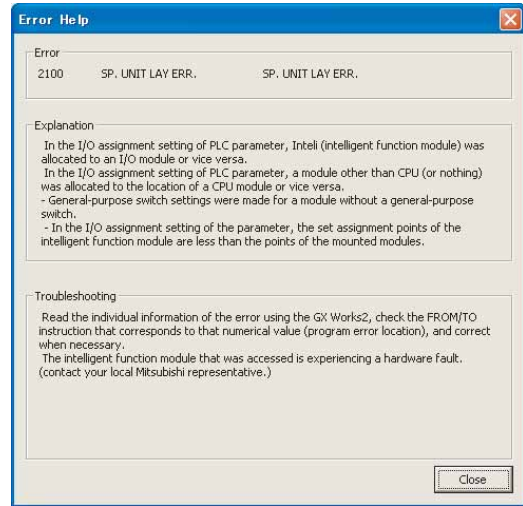 Error Help
Error
2100 SP. UNIT LAY ERR. SP. UNIT LAY ERR.
Explanation
In the I/O assignment setting of PLC parameter, Inteli (intelligent function module) was
allocated to an I/O module or vice versa.
In the I/O assignment setting of PLC parameter, a module other than CPU (or nothing)
was allocated to the location of a CPU module or vice versa.
- General-purpose switch settings were made for a module without a general-purpose
switch.
- In the I/O assignment setting of the parameter, the set assignment points of the
intelligent function module are less than the points of the mounted modules.
Troubleshooting
Read the individual information of the error using the GX Works2, check the FROM/TO
instruction that corresponds to that numerical value (program error location), and correct
when necessary.
The intelligent function module that was accessed is experiencing a hardware fault.
(contact your local Mitsubishi representative.)
Close